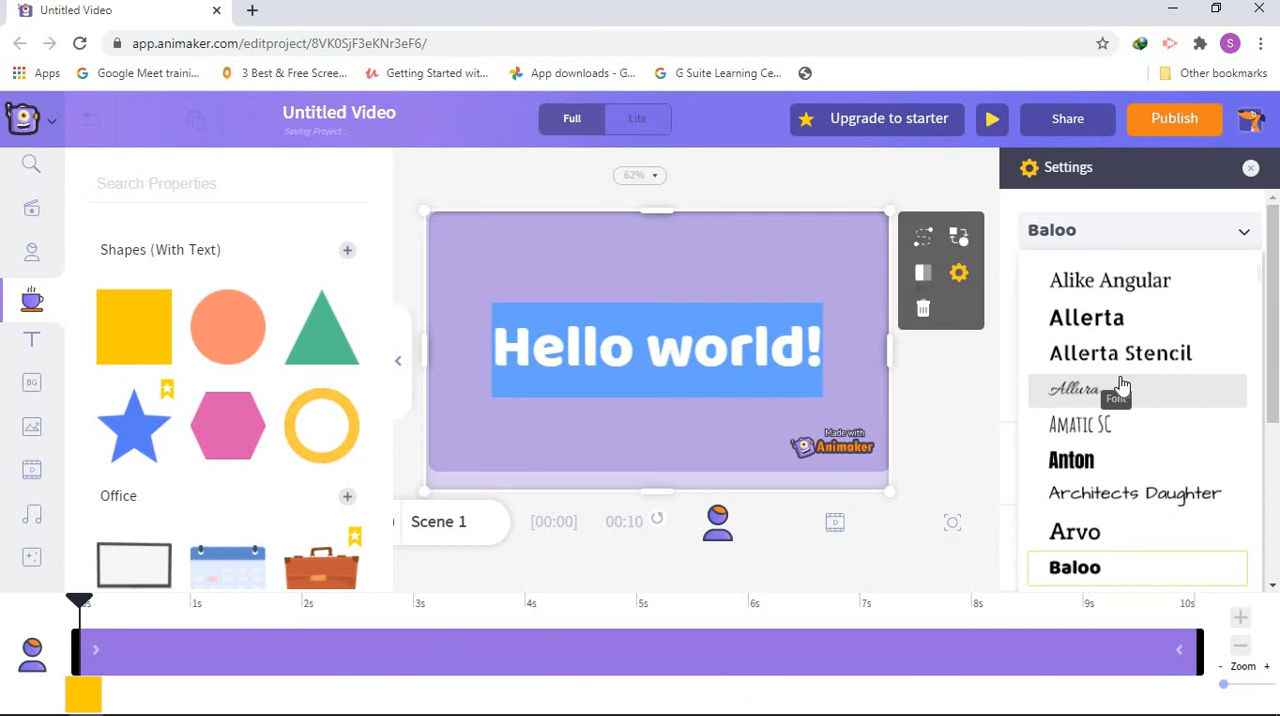 Untitled Video
app.animaker.com/editproject/8VK0SjF3eKNr3eF6/
S
Apps
Google Meet traini...
3 Best & Free Scree...
Getting Started wit...
App downloads - G...
G Suite Learning Ce...
Other bookmarks
Untitled Video
Saving Project...
Full
Lite
Upgrade to starter
Share
Publish
Search Properties
62%
Settings
Shapes (With Text)
Baloo
Alike Angular
Allerta
Allerta Stencil
Allura
Font
Amatic SC
Anton
Architects Daughter
Arvo
Baloo
Hello world!
Made with
Animaker
T
BG
Office
Scene 1
[00:00]
00:10
0s
1s
2s
3s
4s
5s
6s
7s
8s
9s
10s
- Zoom +